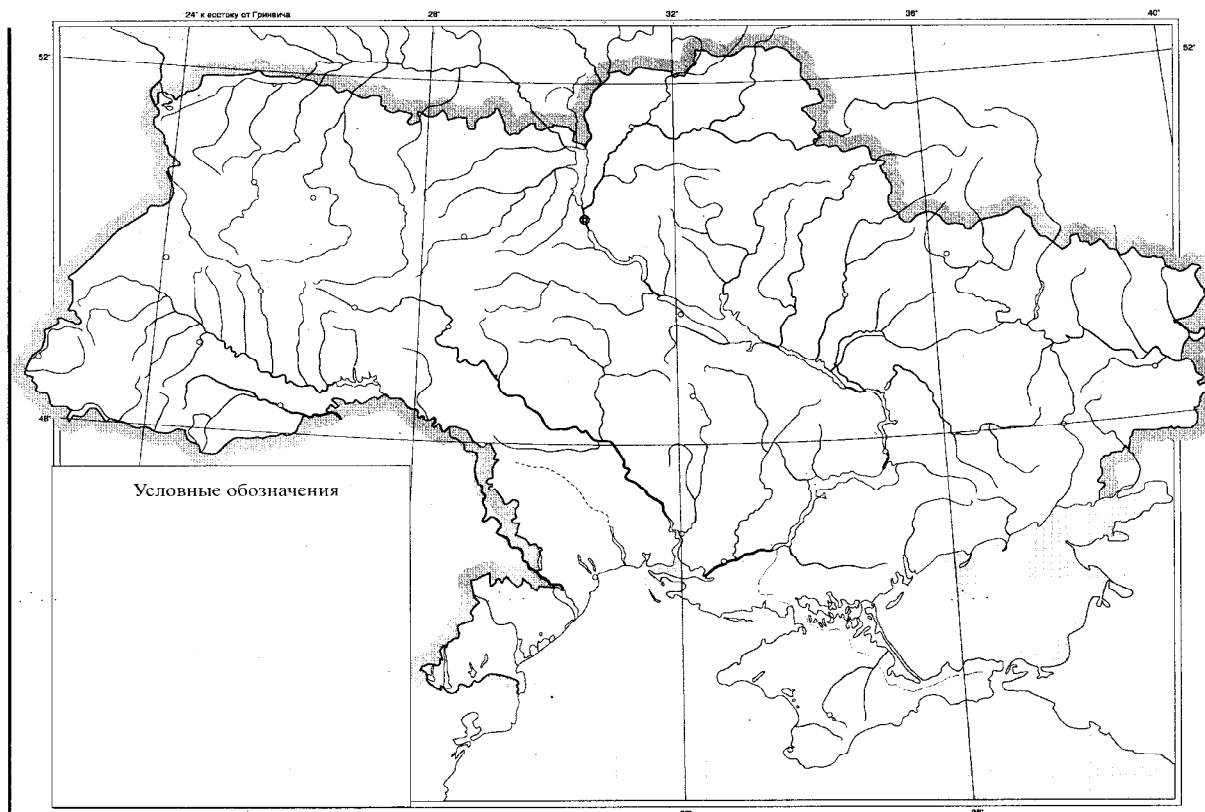 24° к востоку от Гринвича 28° 32° 36° 40°
52° 52°
48°
Условные обозначения